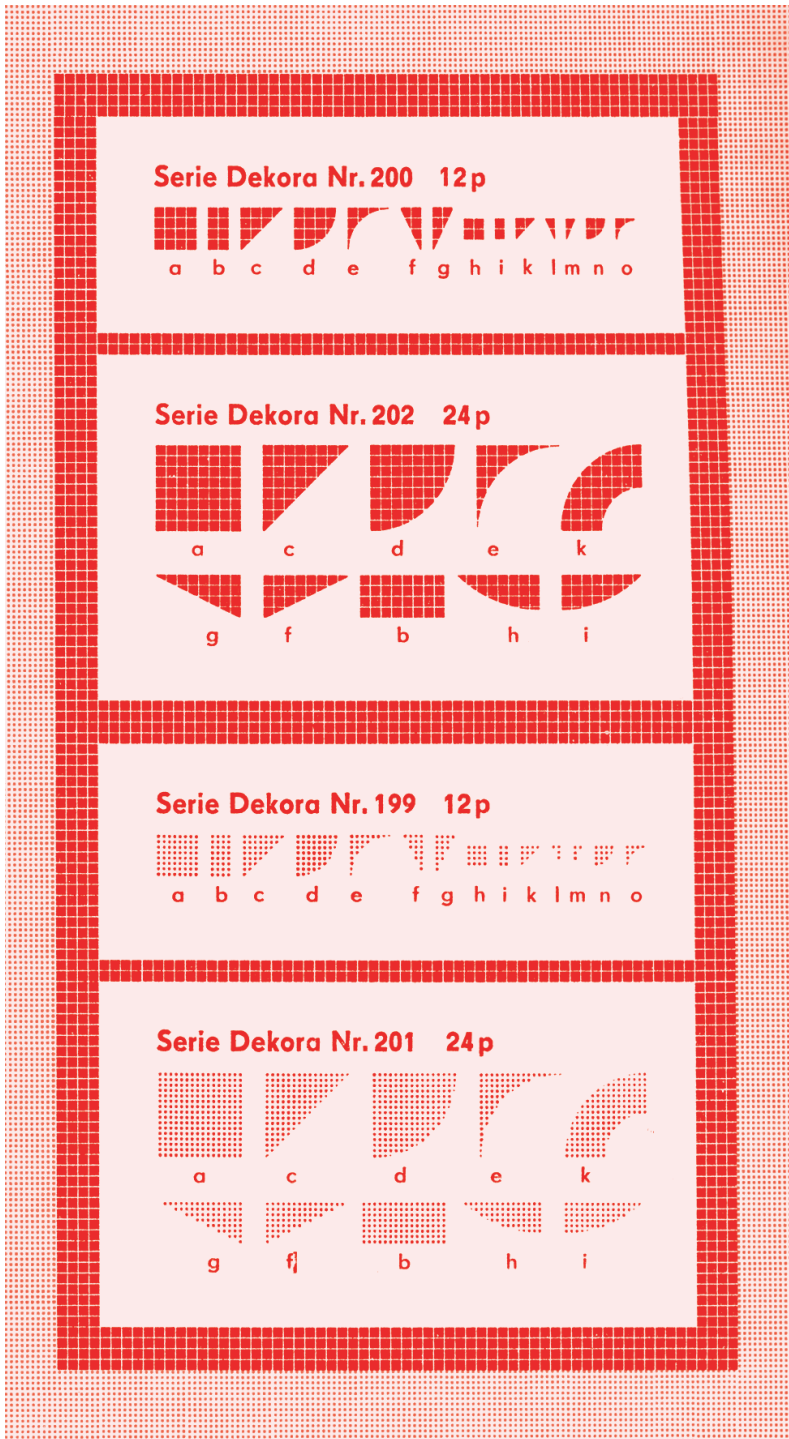 Serie Dekora Nr. 200 12 p
a b c d e f g h i k l m n o
Serie Dekora Nr. 202 24 p
a c d e k
g f b h i
Serie Dekora Nr. 199 12 p
a b c d e f g h i k l m n o
Serie Dekora Nr. 201 24 p
a c d e k
g f b h i